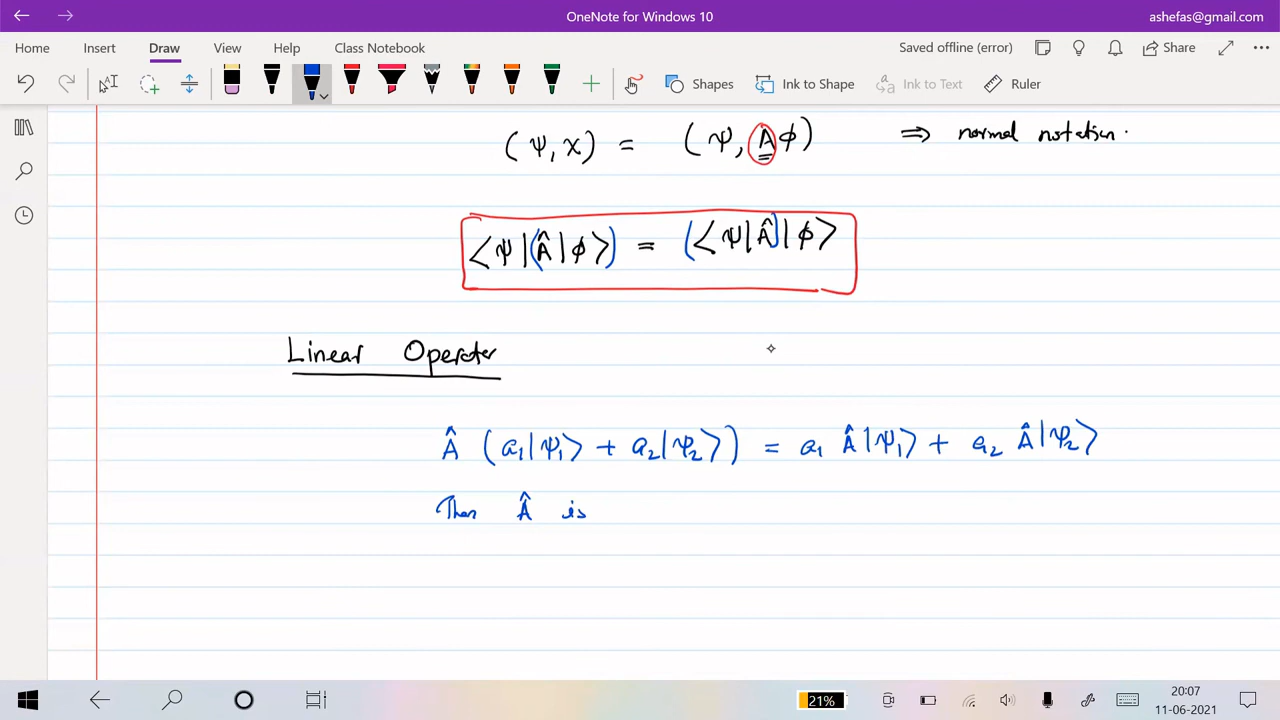 OneNote for Windows 10
ashefas@gmail.com
Home Insert Draw View Help Class Notebook Saved offline (error) Share
Shapes Ink to Shape Ink to Text Ruler
(ψ, x) = (ψ, Aφ) ⇒ normal notation.
⟨ψ|(Â|φ⟩) = (⟨ψ|Â)|φ⟩
Linear Operator
Â (a₁|ψ₁⟩ + a₂|ψ₂⟩) = a₁ Â|ψ₁⟩ + a₂ Â|ψ₂⟩
Then Â is
21%
20:07
11-06-2021